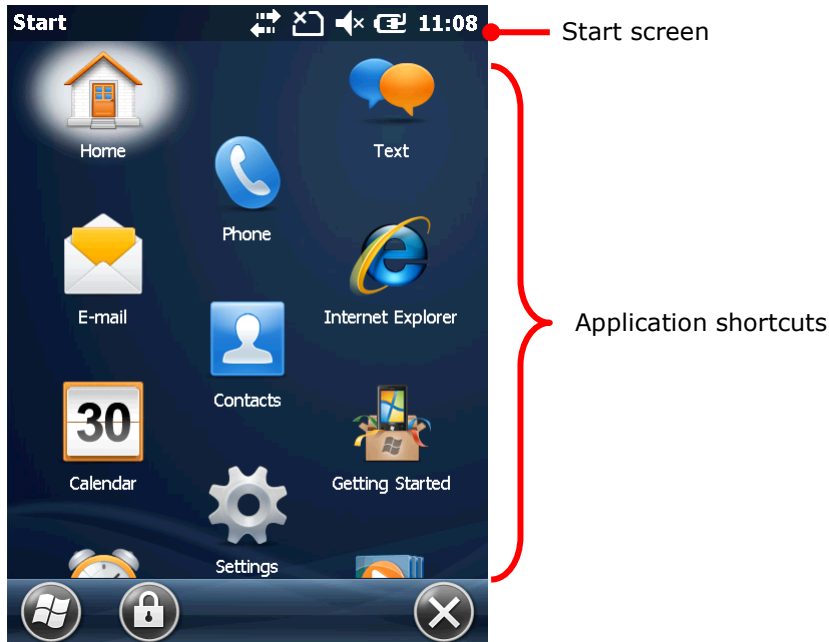 Start 11:08
Start screen
Home
Text
Phone
E-mail
Internet Explorer
Application shortcuts
Contacts
30
Calendar
Getting Started
Settings